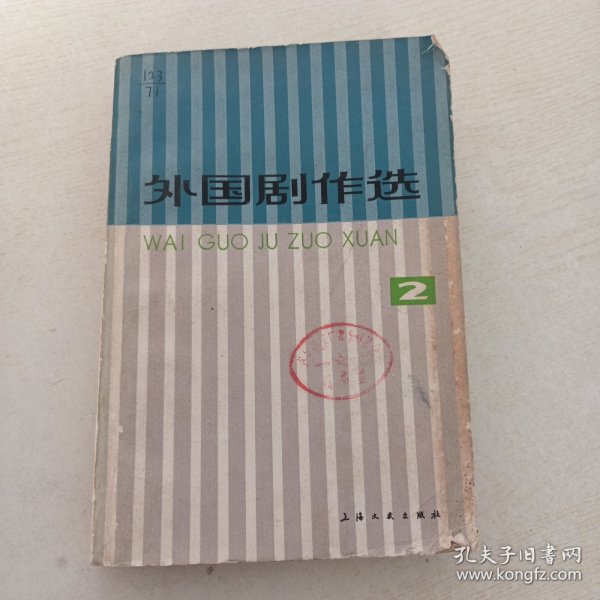 123
71
外国剧作选
WAI GUO JU ZUO XUAN
2
上海文艺出版社
孔夫子旧书网
www.kongfz.com